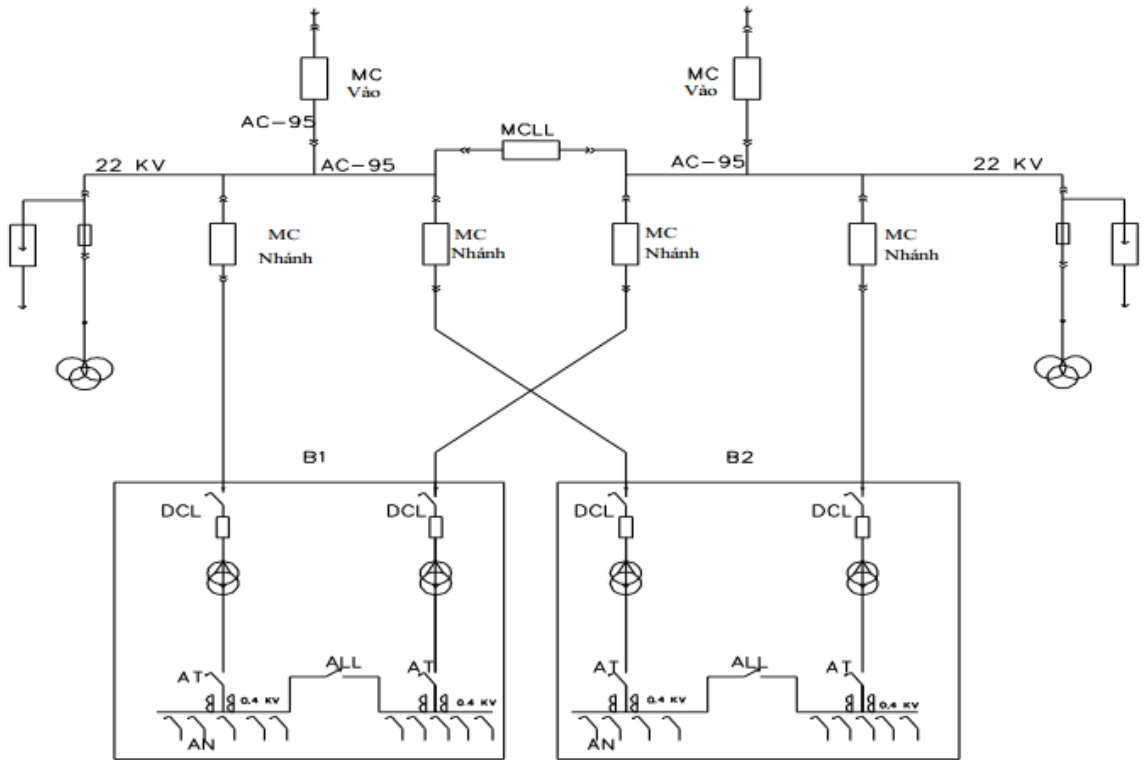 MC
Vào
MC
Vào
AC-95
MCLL
22 KV
AC-95
AC-95
22 KV
MC
Nhánh
MC
Nhánh
MC
Nhánh
MC
Nhánh
B1
B2
DCL
DCL
DCL
DCL
AT
ALL
AT
AT
ALL
AT
0.4 KV
0.4 KV
0.4 KV
0.4 KV
AN
AN